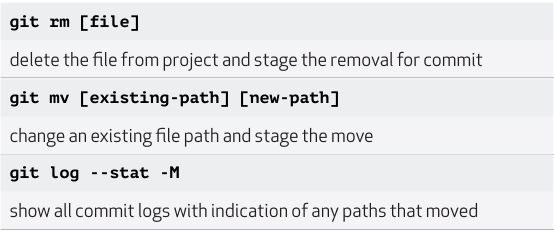 git rm [file]
delete the file from project and stage the removal for commit
git mv [existing-path] [new-path]
change an existing file path and stage the move
git log --stat -M
show all commit logs with indication of any paths that moved